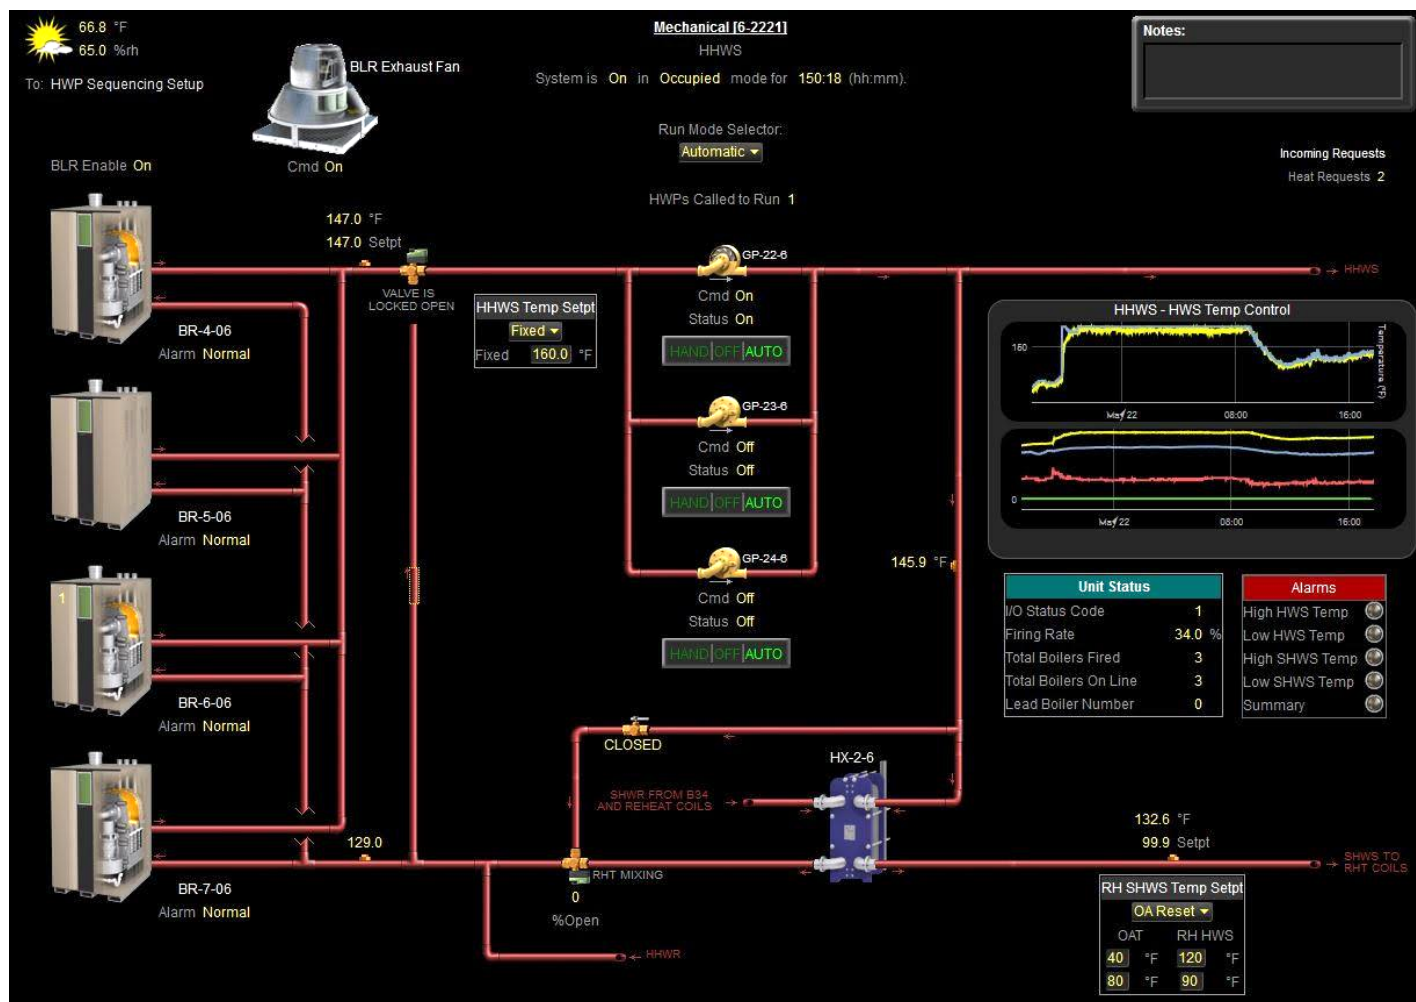 66.8 °F
65.0 %rh
To: HWP Sequencing Setup
BLR Exhaust Fan
Mechanical [6-2221]
HHWS
System is On in Occupied mode for 150:18 (hh:mm).
Notes:
Run Mode Selector:
Automatic
BLR Enable On
Cmd On
Incoming Requests
Heat Requests 2
HWPs Called to Run 1
147.0 °F
147.0 Setpt
VALVE IS
LOCKED OPEN
GP-22-6
Cmd On
Status On
HAND OFF AUTO
HHWS
HHWS Temp Setpt
Fixed
Fixed 160.0 °F
BR-4-06
Alarm Normal
HHWS - HWS Temp Control
160
Temperature (°F)
May 22 08:00 16:00
0
May 22 08:00 16:00
GP-23-6
Cmd Off
Status Off
HAND OFF AUTO
BR-5-06
Alarm Normal
GP-24-6
Cmd Off
Status Off
HAND OFF AUTO
145.9 °F
1
BR-6-06
Alarm Normal
Unit Status
I/O Status Code 1
Firing Rate 34.0 %
Total Boilers Fired 3
Total Boilers On Line 3
Lead Boiler Number 0
Alarms
High HWS Temp
Low HWS Temp
High SHWS Temp
Low SHWS Temp
Summary
CLOSED
HX-2-6
SHWR FROM B34
AND REHEAT COILS
129.0
RHT MIXING
0
%Open
132.6 °F
99.9 Setpt
SHWS TO
RHT COILS
BR-7-06
Alarm Normal
HHWR
RH SHWS Temp Setpt
OA Reset
OAT RH HWS
40 °F 120 °F
80 °F 90 °F